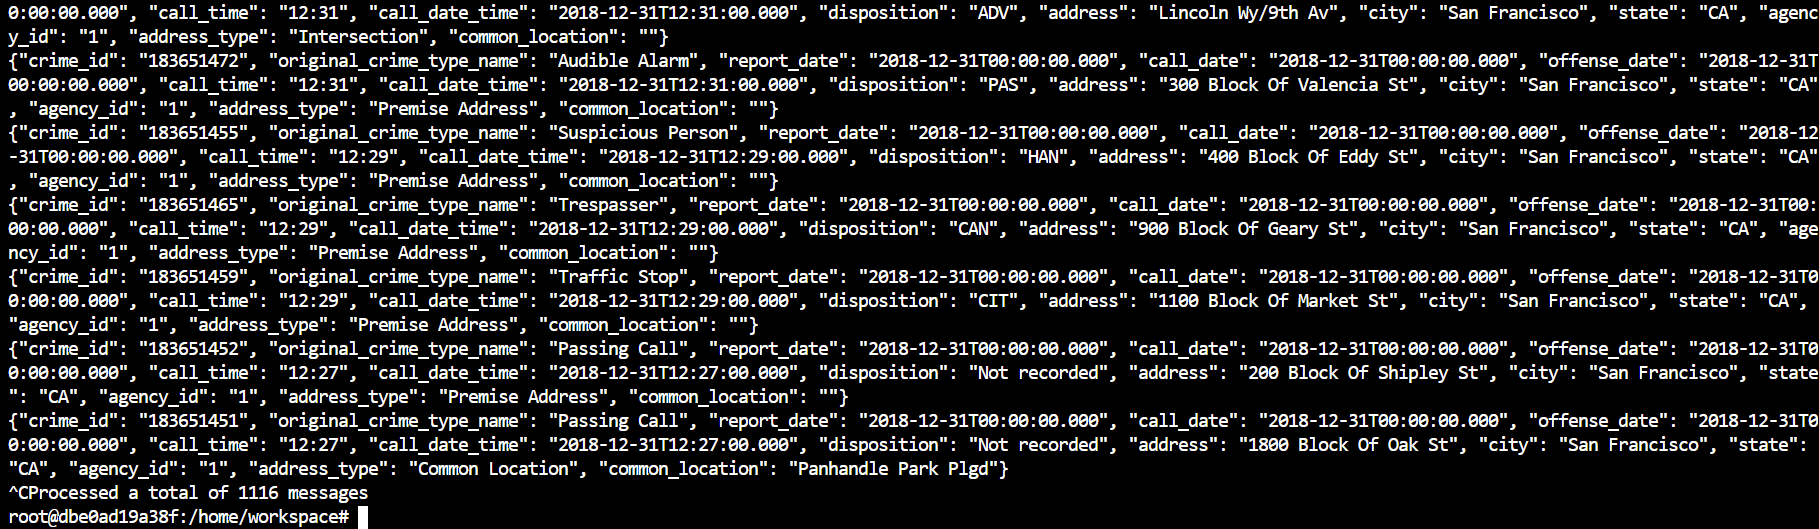 0:00:00.000", "call_time": "12:31", "call_date_time": "2018-12-31T12:31:00.000", "disposition": "ADV", "address": "Lincoln Wy/9th Av", "city": "San Francisco", "state": "CA", "agenc
y_id": "1", "address_type": "Intersection", "common_location": ""}
{"crime_id": "183651472", "original_crime_type_name": "Audible Alarm", "report_date": "2018-12-31T00:00:00.000", "call_date": "2018-12-31T00:00:00.000", "offense_date": "2018-12-31T
00:00:00.000", "call_time": "12:31", "call_date_time": "2018-12-31T12:31:00.000", "disposition": "PAS", "address": "300 Block Of Valencia St", "city": "San Francisco", "state": "CA"
, "agency_id": "1", "address_type": "Premise Address", "common_location": ""}
{"crime_id": "183651455", "original_crime_type_name": "Suspicious Person", "report_date": "2018-12-31T00:00:00.000", "call_date": "2018-12-31T00:00:00.000", "offense_date": "2018-12
-31T00:00:00.000", "call_time": "12:29", "call_date_time": "2018-12-31T12:29:00.000", "disposition": "HAN", "address": "400 Block Of Eddy St", "city": "San Francisco", "state": "CA"
, "agency_id": "1", "address_type": "Premise Address", "common_location": ""}
{"crime_id": "183651465", "original_crime_type_name": "Trespasser", "report_date": "2018-12-31T00:00:00.000", "call_date": "2018-12-31T00:00:00.000", "offense_date": "2018-12-31T00:
00:00.000", "call_time": "12:29", "call_date_time": "2018-12-31T12:29:00.000", "disposition": "CAN", "address": "900 Block Of Geary St", "city": "San Francisco", "state": "CA", "age
ncy_id": "1", "address_type": "Premise Address", "common_location": ""}
{"crime_id": "183651459", "original_crime_type_name": "Traffic Stop", "report_date": "2018-12-31T00:00:00.000", "call_date": "2018-12-31T00:00:00.000", "offense_date": "2018-12-31T0
0:00:00.000", "call_time": "12:29", "call_date_time": "2018-12-31T12:29:00.000", "disposition": "CIT", "address": "1100 Block Of Market St", "city": "San Francisco", "state": "CA", 
"agency_id": "1", "address_type": "Premise Address", "common_location": ""}
{"crime_id": "183651452", "original_crime_type_name": "Passing Call", "report_date": "2018-12-31T00:00:00.000", "call_date": "2018-12-31T00:00:00.000", "offense_date": "2018-12-31T0
0:00:00.000", "call_time": "12:27", "call_date_time": "2018-12-31T12:27:00.000", "disposition": "Not recorded", "address": "200 Block Of Shipley St", "city": "San Francisco", "state
": "CA", "agency_id": "1", "address_type": "Premise Address", "common_location": ""}
{"crime_id": "183651451", "original_crime_type_name": "Passing Call", "report_date": "2018-12-31T00:00:00.000", "call_date": "2018-12-31T00:00:00.000", "offense_date": "2018-12-31T0
0:00:00.000", "call_time": "12:27", "call_date_time": "2018-12-31T12:27:00.000", "disposition": "Not recorded", "address": "1800 Block Of Oak St", "city": "San Francisco", "state": 
"CA", "agency_id": "1", "address_type": "Common Location", "common_location": "Panhandle Park Plgd"}
^CProcessed a total of 1116 messages
root@dbe0ad19a38f:/home/workspace#